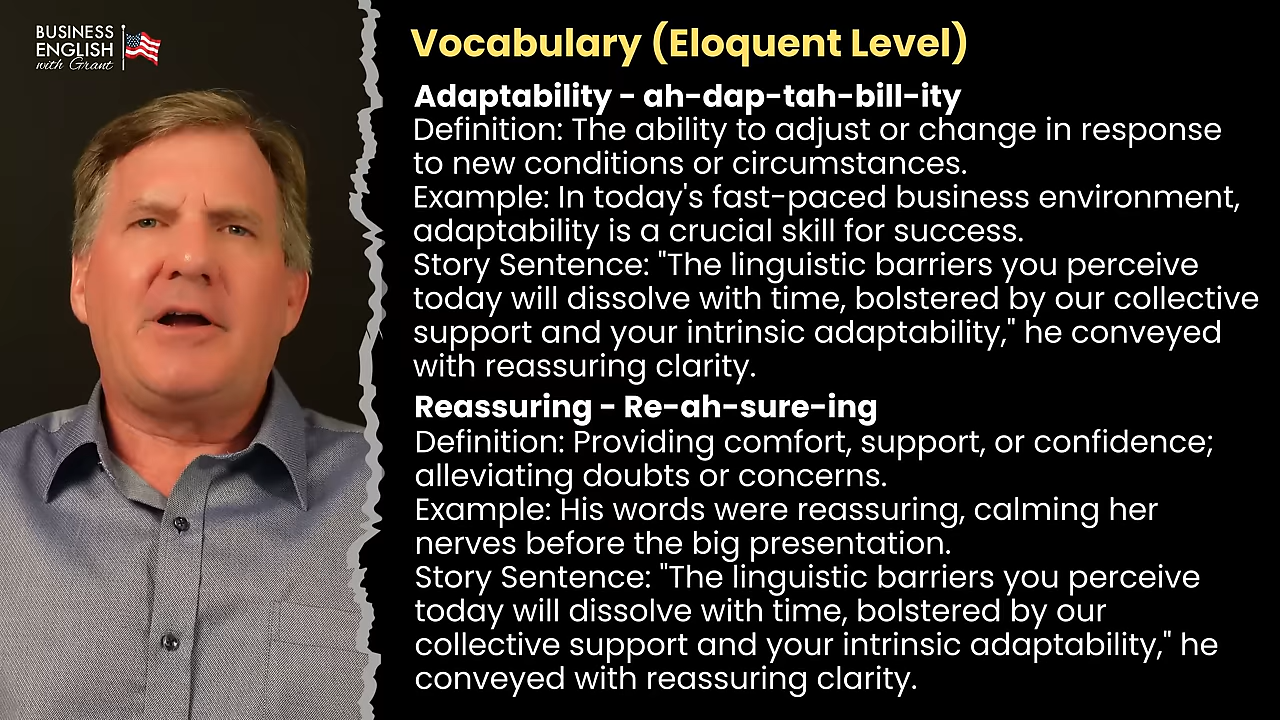 BUSINESS
ENGLISH
with Grant
Vocabulary (Eloquent Level)
Adaptability - ah-dap-tah-bill-ity
Definition: The ability to adjust or change in response
to new conditions or circumstances.
Example: In today's fast-paced business environment,
adaptability is a crucial skill for success.
Story Sentence: "The linguistic barriers you perceive
today will dissolve with time, bolstered by our collective
support and your intrinsic adaptability," he conveyed
with reassuring clarity.
Reassuring - Re-ah-sure-ing
Definition: Providing comfort, support, or confidence;
alleviating doubts or concerns.
Example: His words were reassuring, calming her
nerves before the big presentation.
Story Sentence: "The linguistic barriers you perceive
today will dissolve with time, bolstered by our
collective support and your intrinsic adaptability," he
conveyed with reassuring clarity.